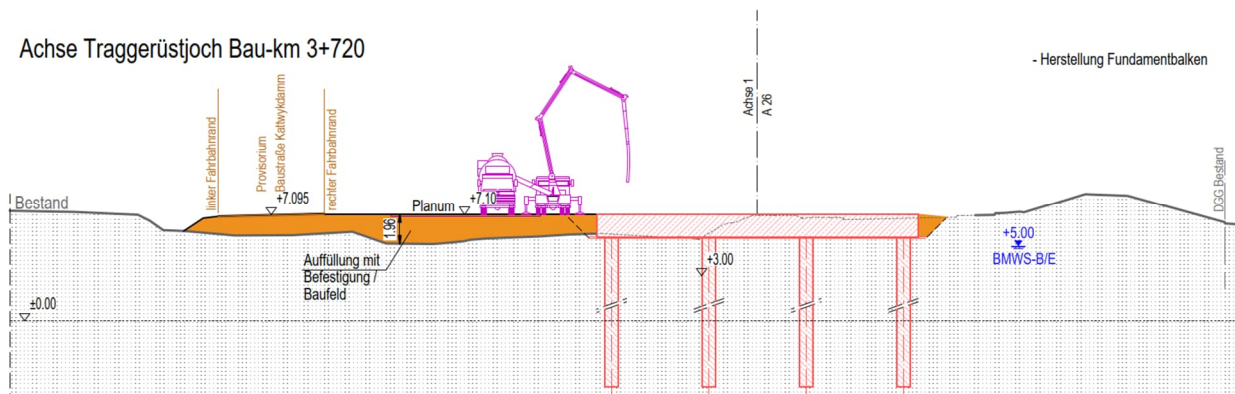 Achse Traggerüstjoch Bau-km 3+720
- Herstellung Fundamentbalken
Achse 1
A 26
linker Fahrbahnrand
Provisorium
Baustraße Kattwykdamm
rechter Fahrbahnrand
DGG Bestand
Bestand
+7.095
Planum
+7.10
1.96
+5.00
BMWS-B/E
Auffüllung mit
Befestigung /
Baufeld
+3.00
±0.00